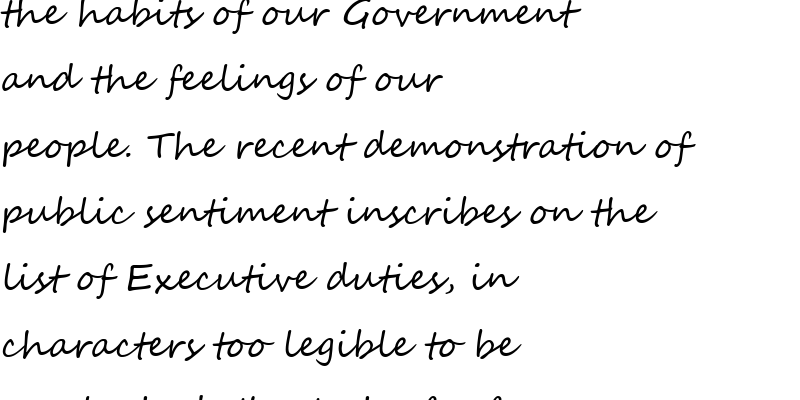 the habits of our Government
and the feelings of our
people. The recent demonstration of
public sentiment inscribes on the
list of Executive duties, in
characters too legible to be